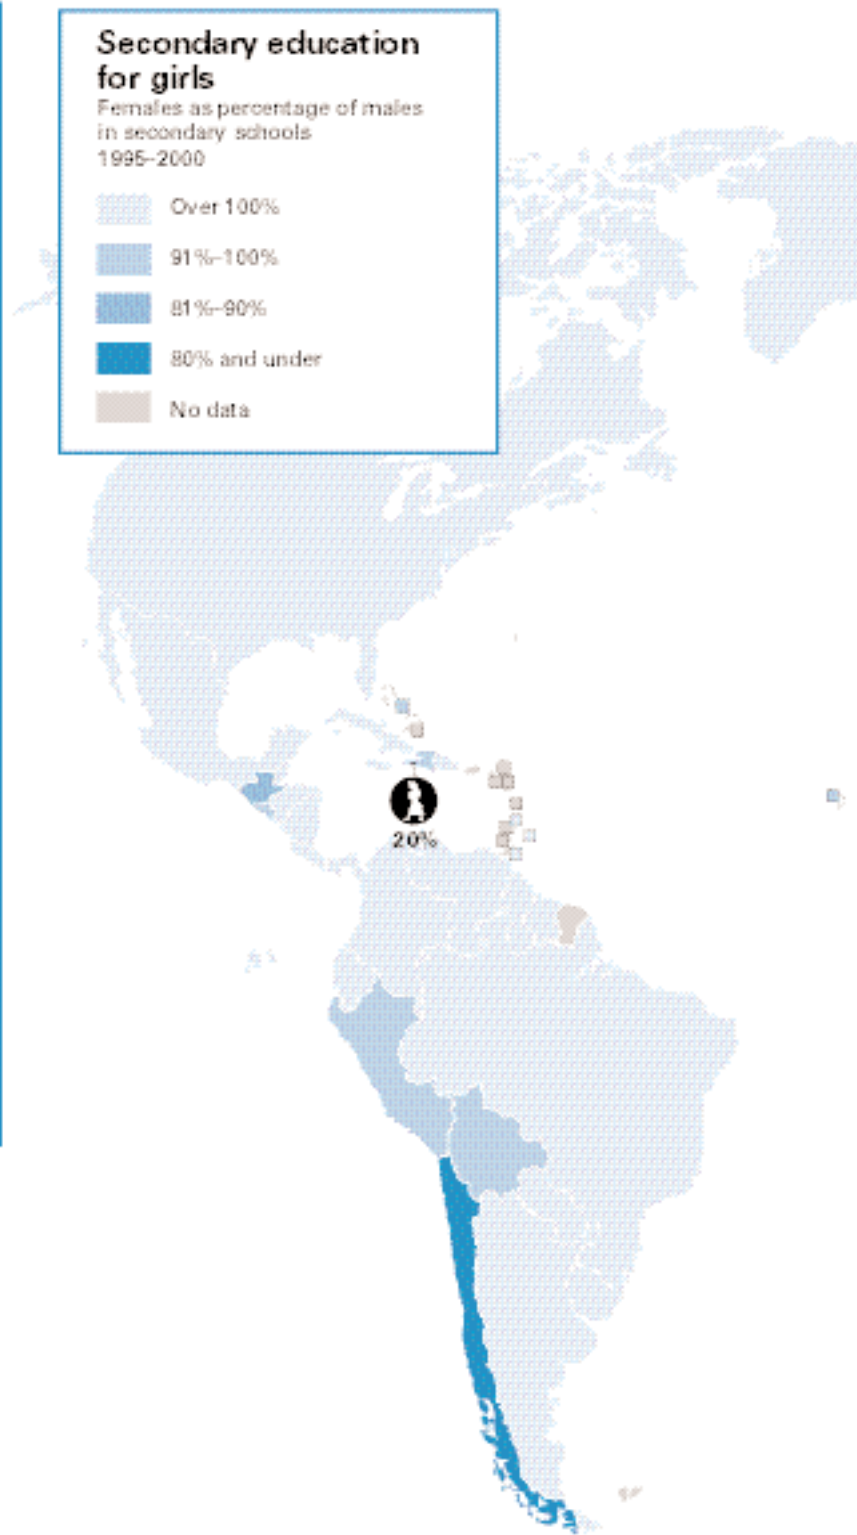 Secondary education
for girls
Females as percentage of males
in secondary schools
1995–2000
Over 100%
91%–100%
81%–90%
80% and under
No data
20%